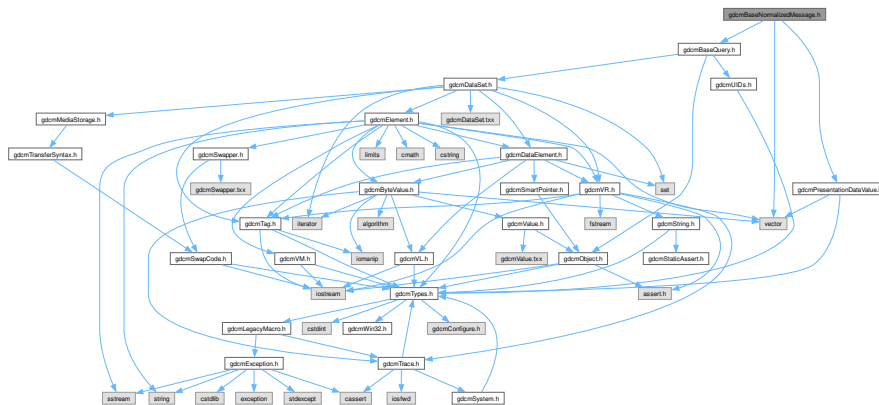 gdcmBaseNormalizedMessage.h
gdcmBaseQuery.h
gdcmDataSet.h
gdcmUIDs.h
gdcmMediaStorage.h
gdcmElement.h
gdcmDataSet.txx
gdcmTransferSyntax.h
gdcmSwapper.h
limits
cmath
cstring
gdcmDataElement.h
gdcmSwapper.txx
gdcmByteValue.h
gdcmSmartPointer.h
gdcmVR.h
set
gdcmPresentationDataValue.h
gdcmTag.h
iterator
algorithm
gdcmValue.h
fstream
gdcmString.h
vector
gdcmSwapCode.h
gdcmVM.h
iomanip
gdcmVL.h
gdcmValue.txx
gdcmObject.h
gdcmStaticAssert.h
iostream
gdcmTypes.h
assert.h
gdcmLegacyMacro.h
cstdint
gdcmWin32.h
gdcmConfigure.h
gdcmException.h
gdcmTrace.h
sstream
string
cstdlib
exception
stdexcept
cassert
iosfwd
gdcmSystem.h